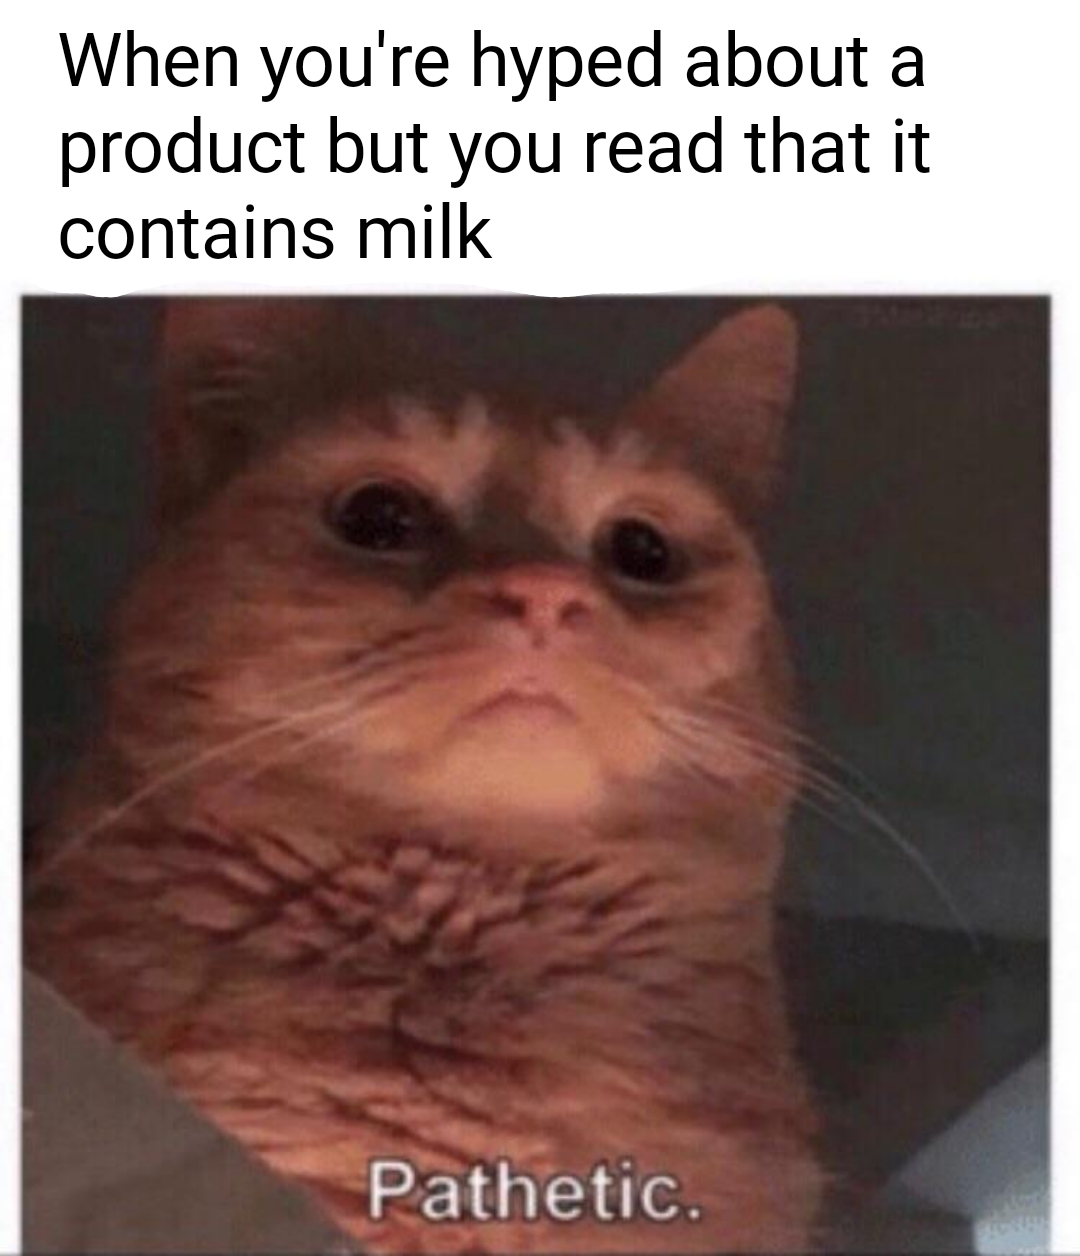 When you're hyped about a
product but you read that it
contains milk
Pathetic.